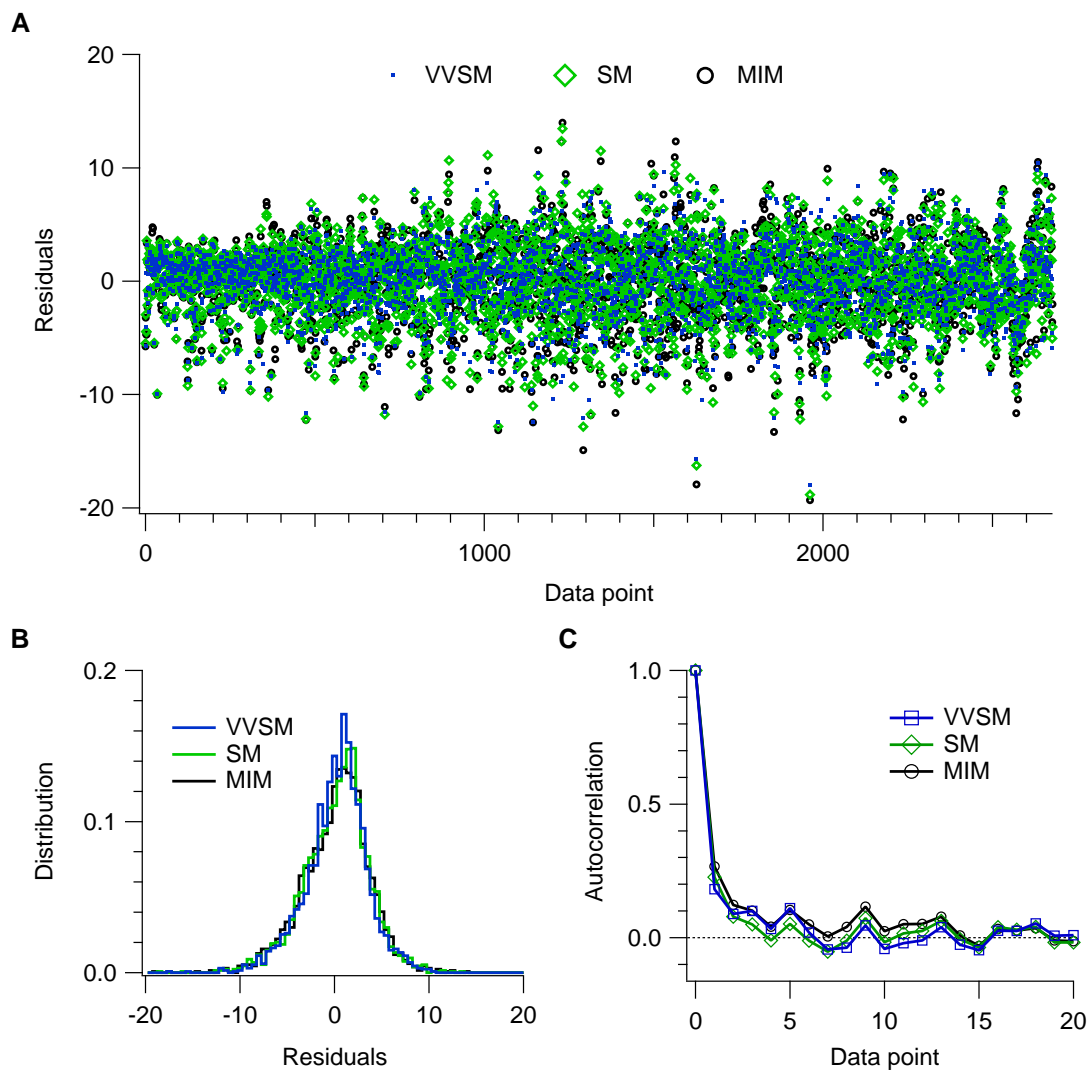 A
20
VVSM SM MIM
10
0
-10
-20
Residuals
0 1000 2000
Data point
B
0.2
0.1
0.0
Distribution
VVSM
SM
MIM
-20 -10 0 10 20
Residuals
C
1.0
0.5
0.0
Autocorrelation
VVSM
SM
MIM
0 5 10 15 20
Data point